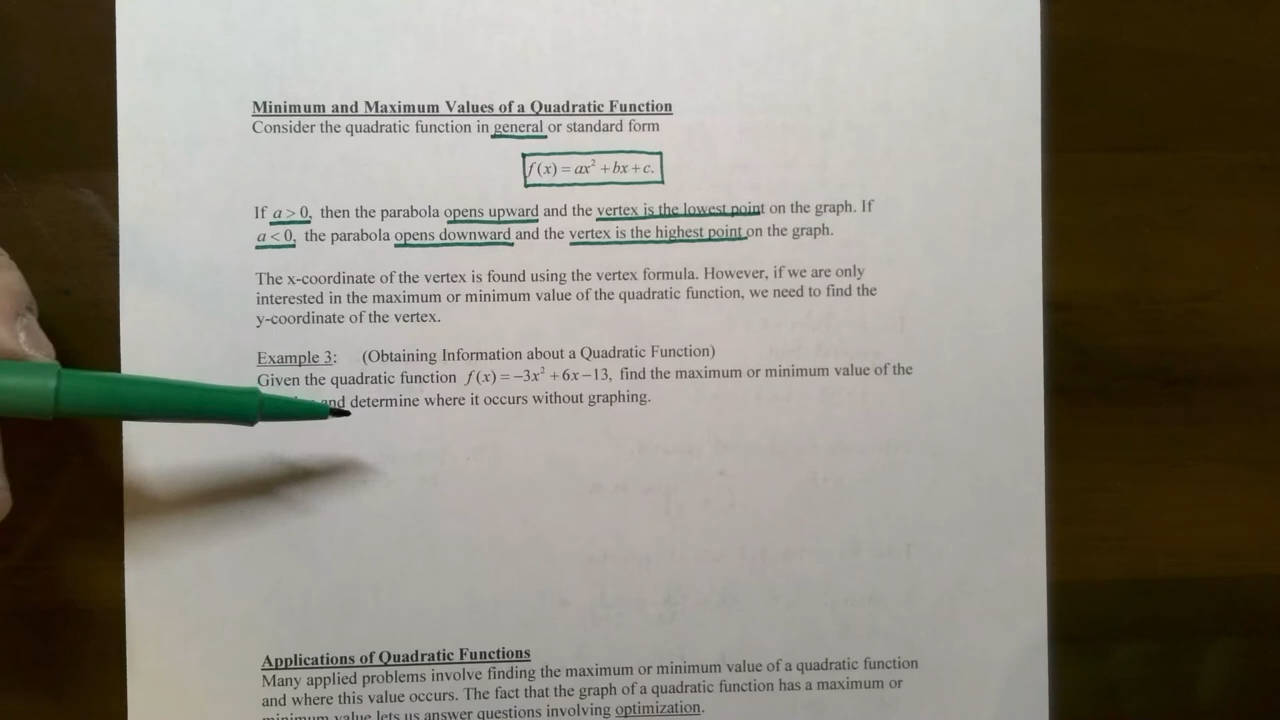 Minimum and Maximum Values of a Quadratic Function
Consider the quadratic function in general or standard form
f(x) = ax² + bx + c.
If a > 0, then the parabola opens upward and the vertex is the lowest point on the graph. If
a < 0, the parabola opens downward and the vertex is the highest point on the graph.
The x-coordinate of the vertex is found using the vertex formula. However, if we are only
interested in the maximum or minimum value of the quadratic function, we need to find the
y-coordinate of the vertex.
Example 3: (Obtaining Information about a Quadratic Function)
Given the quadratic function f(x) = −3x² + 6x − 13, find the maximum or minimum value of the
and determine where it occurs without graphing.
Applications of Quadratic Functions
Many applied problems involve finding the maximum or minimum value of a quadratic function
and where this value occurs. The fact that the graph of a quadratic function has a maximum or
minimum value lets us answer questions involving optimization.